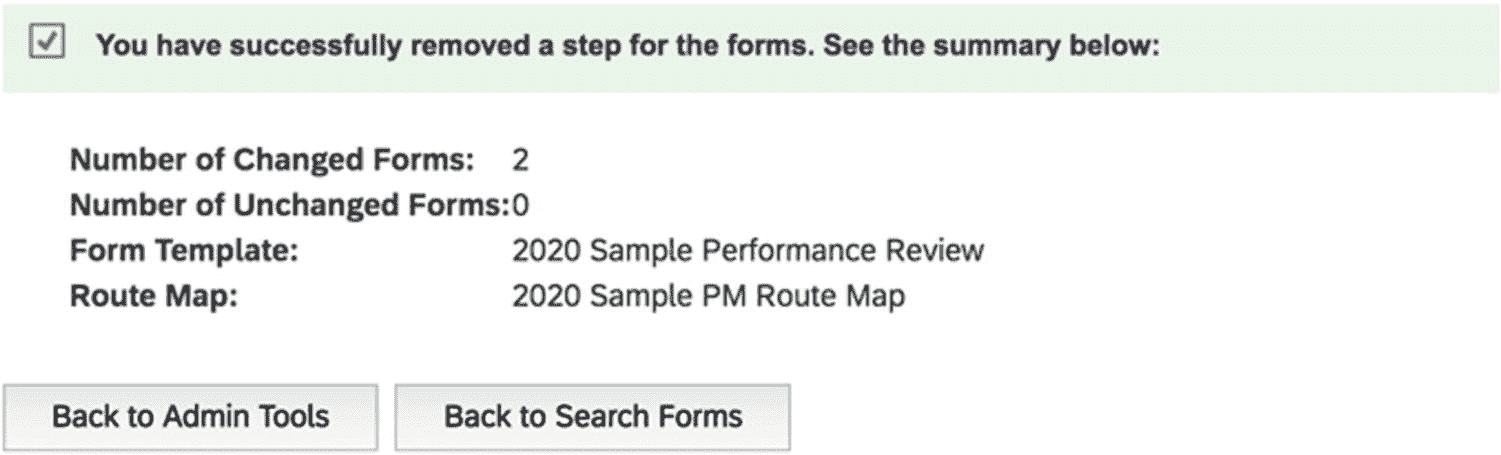 You have successfully removed a step for the forms. See the summary below:
Number of Changed Forms: 2
Number of Unchanged Forms:0
Form Template: 2020 Sample Performance Review
Route Map: 2020 Sample PM Route Map
Back to Admin Tools Back to Search Forms